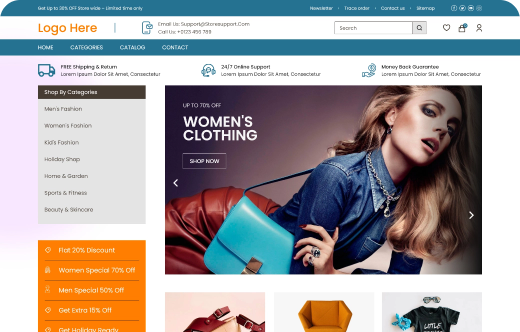 Get Up to 30% OFF Store wide - Limited time only
Newsletter
Track order
Contact us
Sitemap
Logo Here
Email Us: Support@Storesupport.Com
Call Us: +0123 456 789
Search
HOME
CATEGORIES
CATALOG
CONTACT
FREE Shipping & Return
Lorem Ipsum Dolor Sit Amet, Consectetur
24/7 Online Support
Lorem Ipsum Dolor Sit Amet, Consectetur
Money Back Guarantee
Lorem Ipsum Dolor Sit Amet, Consectetur
Shop By Categories
Men's Fashion
Women's Fashion
Kid's Fashion
Holiday Shop
Home & Garden
Sports & Fitness
Beauty & Skincare
UP TO 70% OFF
WOMEN'S
CLOTHING
SHOP NOW
Flat 20% Discount
Women Special 70% Off
Men Special 50% Off
Get Extra 15% Off
Get Holiday Ready
LITTLE